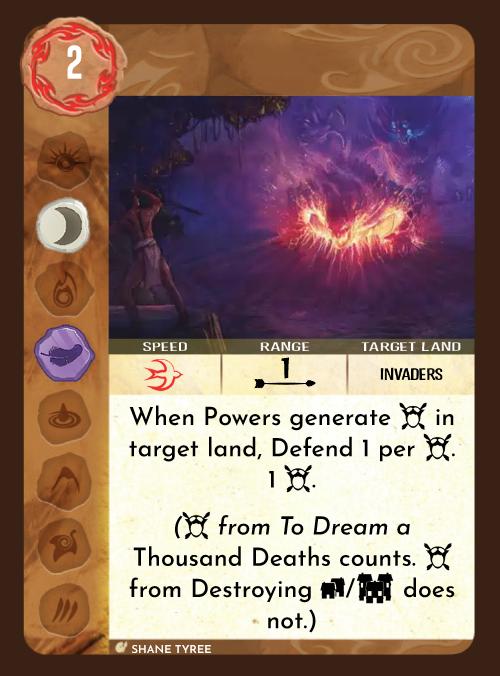 2
SPEED RANGE TARGET LAND
1 INVADERS
When Powers generate in
target land, Defend 1 per .
1 .
( from To Dream a
Thousand Deaths counts.
from Destroying / does
not.)
SHANE TYREE